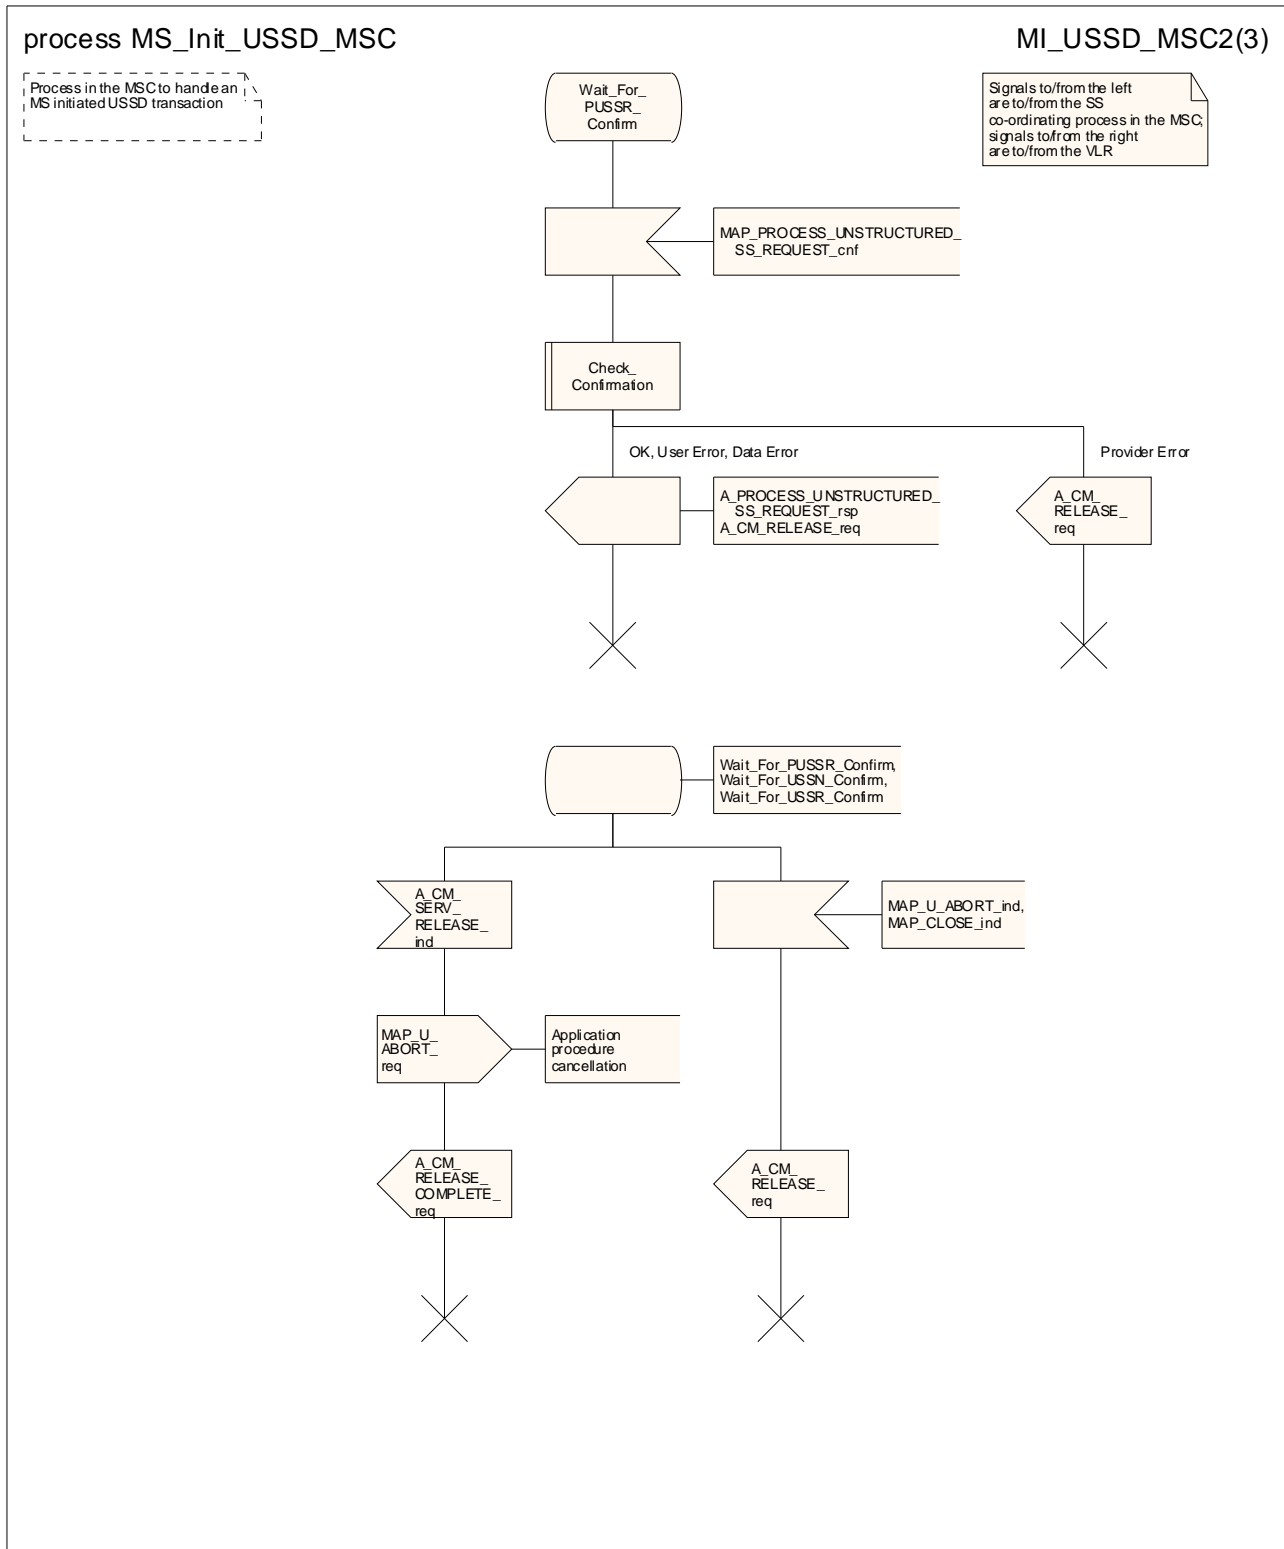 process MS_Init_USSD_MSC
MI_USSD_MSC2(3)
Process in the MSC to handle an
MS initiated USSD transaction
Wait_For_
PUSSR_
Confirm
Signals to/from the left
are to/from the SS
co-ordinating process in the MSC;
signals to/from the right
are to/from the VLR
MAP_PROCESS_UNSTRUCTURED_
SS_REQUEST_cnf
Check_
Confirmation
OK, User Error, Data Error
Provider Error
A_PROCESS_UNSTRUCTURED_
SS_REQUEST_rsp
A_CM_RELEASE_req
A_CM_
RELEASE_
req
Wait_For_PUSSR_Confirm,
Wait_For_USSN_Confirm,
Wait_For_USSR_Confirm
A_CM_
SERV_
RELEASE_
ind
MAP_U_ABORT_ind,
MAP_CLOSE_ind
MAP_U_
ABORT_
req
Application
procedure
cancellation
A_CM_
RELEASE_
COMPLETE_
req
A_CM_
RELEASE_
req